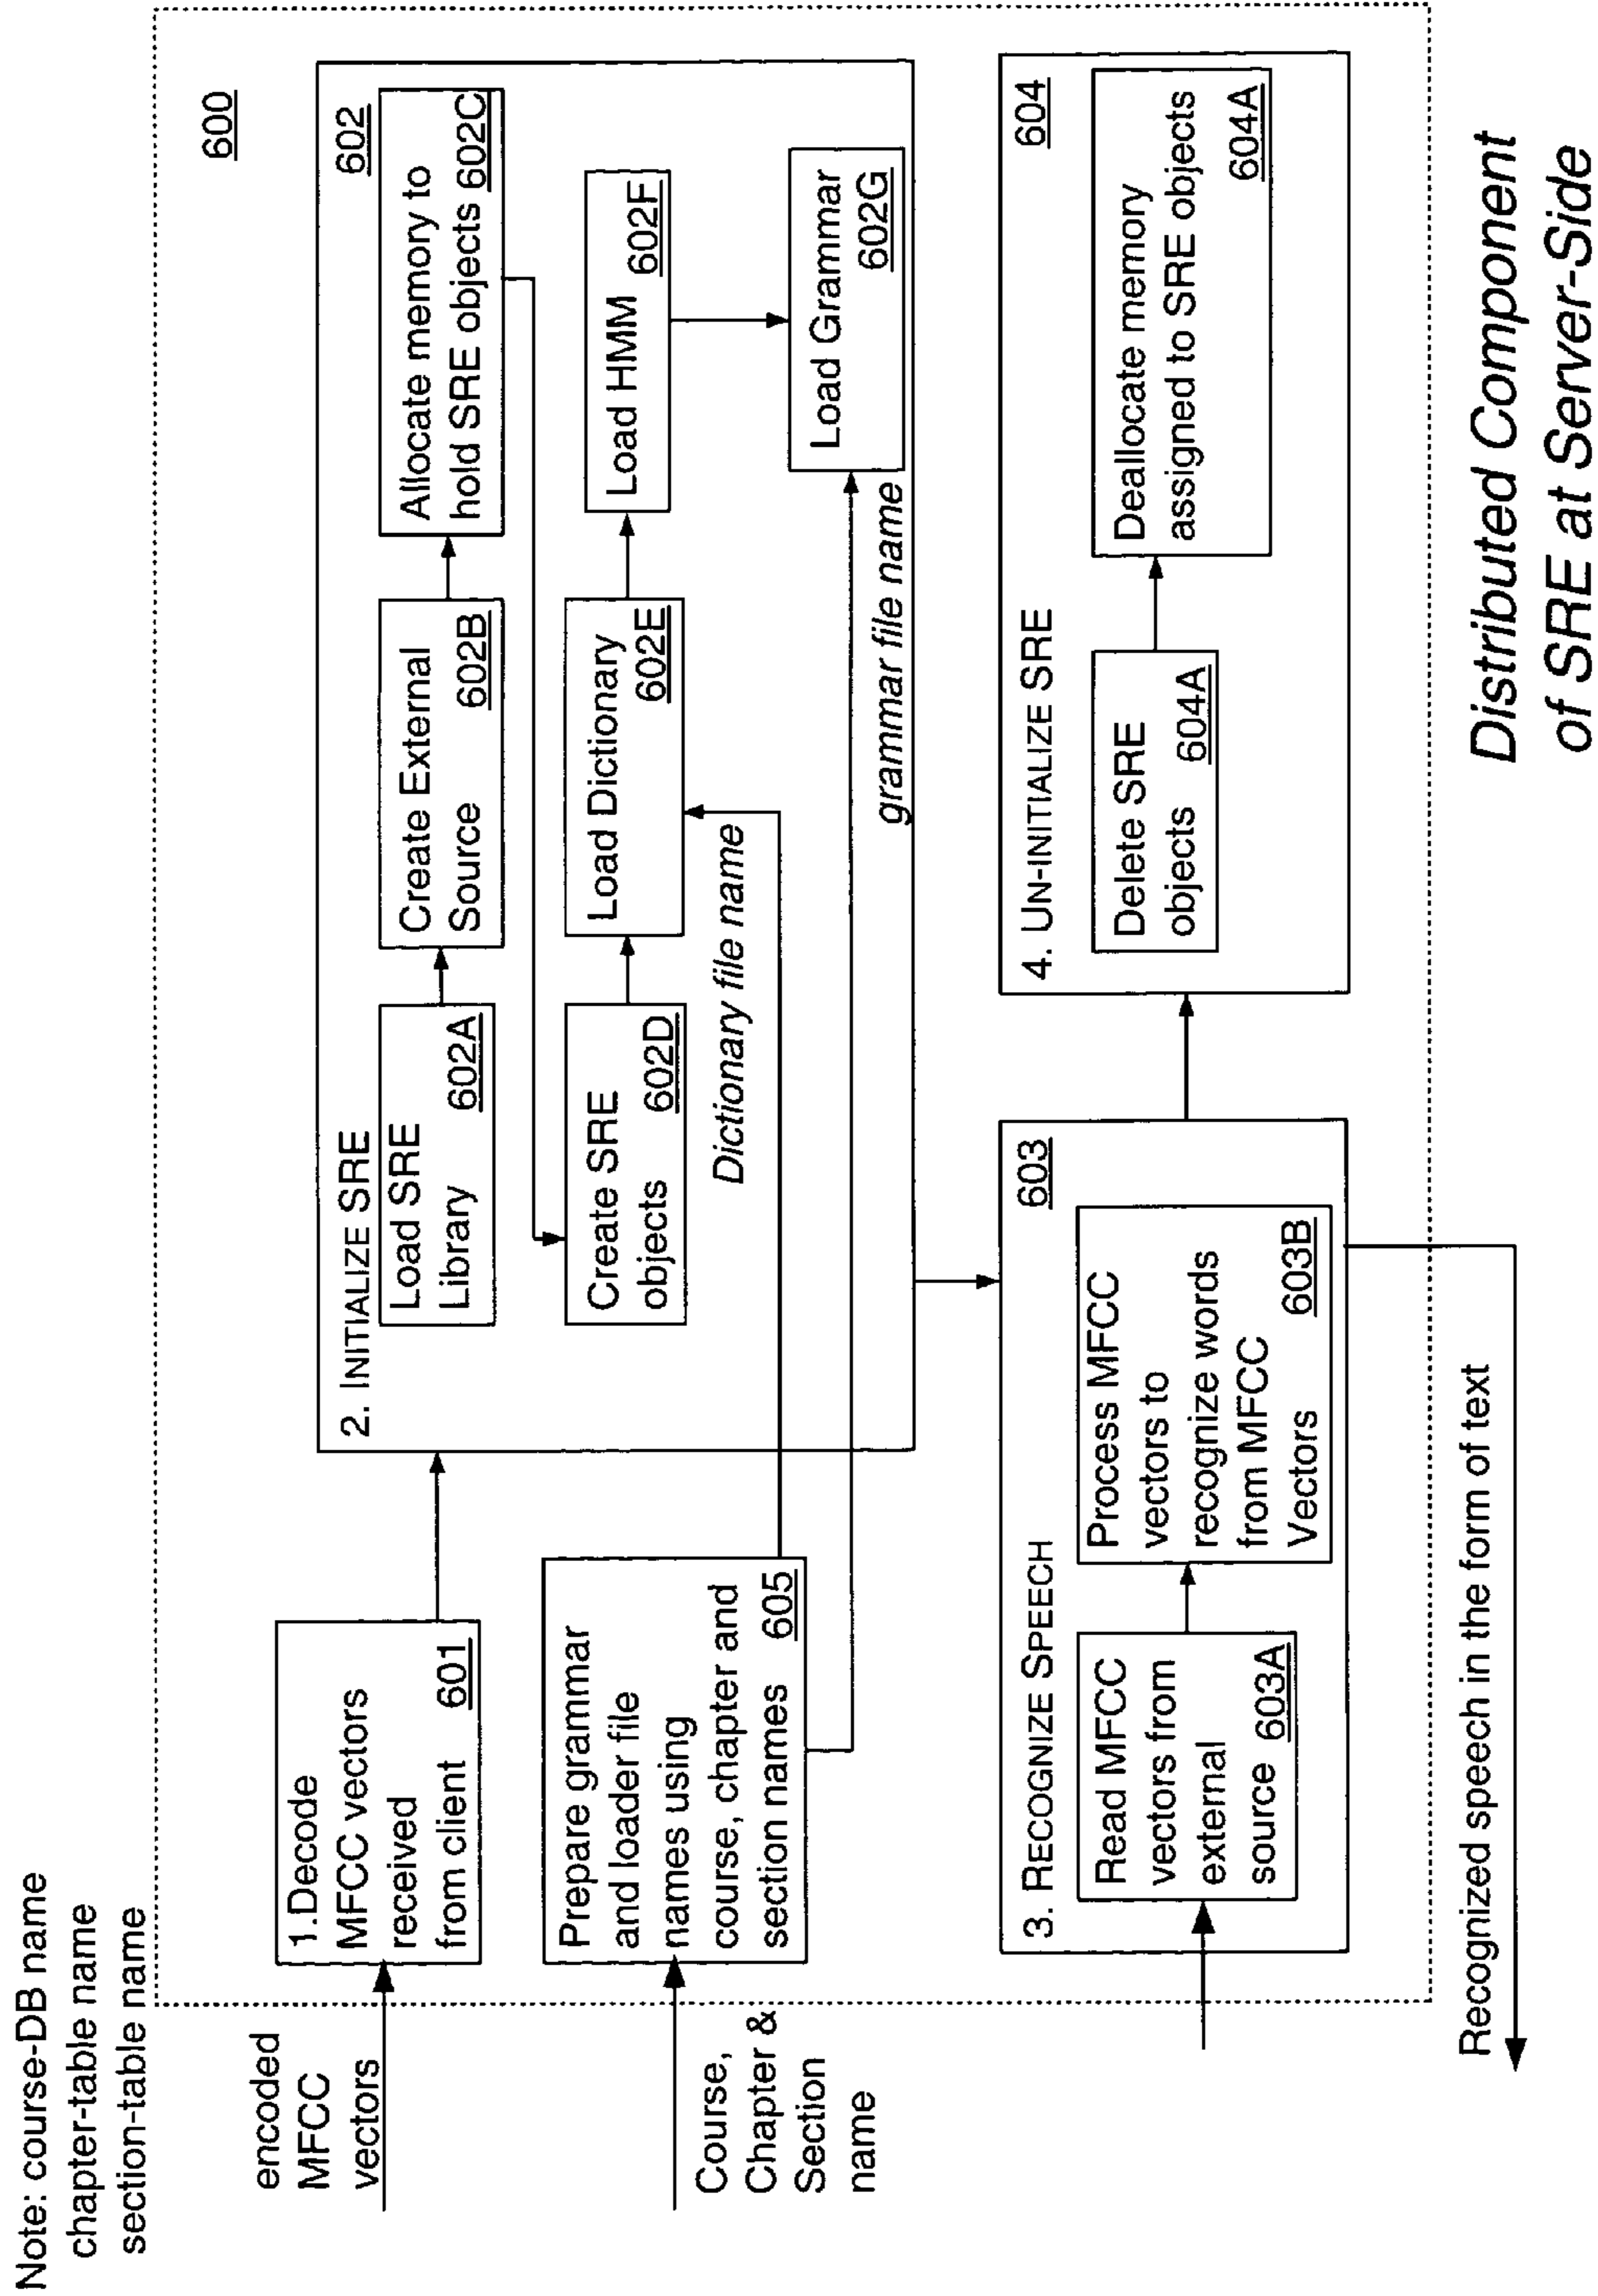 Note: course-DB name
chapter-table name
section-table name
encoded
MFCC
vectors
Course,
Chapter &
Section
name
600
1.Decode
MFCC vectors
received
from client 601
Prepare grammar
and loader file
names using
course, chapter and
section names 605
2. INITIALIZE SRE
602
Load SRE
Library 602A
Create External
Source 602B
Allocate memory to
hold SRE objects 602C
Create SRE
objects 602D
Load Dictionary
602E
Load HMM 602F
Dictionary file name
Load Grammar
602G
grammar file name
3. RECOGNIZE SPEECH
603
Read MFCC
vectors from
external
source 603A
Process MFCC
vectors to
recognize words
from MFCC
Vectors 603B
4. UN-INITIALIZE SRE
604
Delete SRE
objects 604A
Deallocate memory
assigned to SRE objects
604A
Recognized speech in the form of text
Distributed Component
of SRE at Server-Side